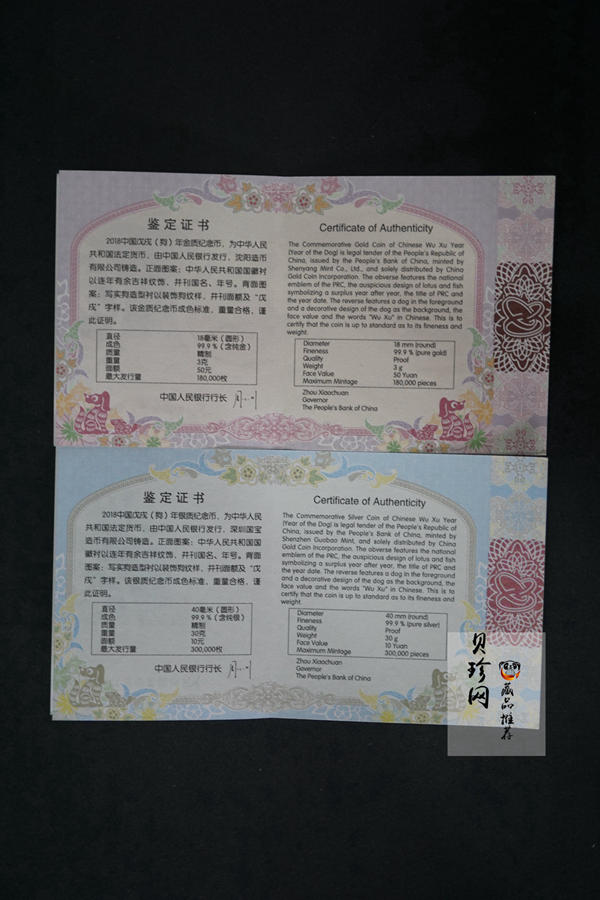 鉴定证书
2018中国戊戌（狗）年金质纪念币，为中华人民
共和国法定货币，由中国人民银行发行，沈阳造币
有限公司铸造。正面图案：中华人民共和国国徽衬
以连年有余吉祥纹饰，并刊国名、年号。背面图
案：写实狗造型衬以装饰狗纹样，并刊面额及“戊
戌”字样。该金质纪念币成色标准，重量合格，谨
此证明。
直径 18毫米（圆形）
成色 99.9％（含纯金）
质量 精制
重量 3克
面额 50元
最大发行量 180,000枚
中国人民银行行长
Certificate of Authenticity
The Commemorative Gold Coin of Chinese Wu Xu Year
(Year of the Dog) is legal tender of the People's Republic of
China, issued by the People's Bank of China, minted by
Shenyang Mint Co., Ltd., and solely distributed by China
Gold Coin Incorporation. The obverse features the national
emblem of the PRC, the auspicious design of lotus and fish
symbolizing a surplus year after year, the title of PRC and
the year date. The reverse features a dog in the foreground
and a decorative design of the dog as the background, the
face value and the words "Wu Xu" in Chinese. This is to
certify that the coin is up to standard as to its fineness and
weight.
Diameter 18 mm (round)
Fineness 99.9 % (pure gold)
Quality Proof
Weight 3 g
Face Value 50 Yuan
Maximum Mintage 180,000 pieces
Zhou Xiaochuan
Governor
The People's Bank of China
鉴定证书
2018中国戊戌（狗）年银质纪念币，为中华人民
共和国法定货币，由中国人民银行发行，深圳国宝
造币有限公司铸造。正面图案：中华人民共和国国
徽衬以连年有余吉祥纹饰，并刊国名、年号。背面
图案：写实狗造型衬以装饰狗纹样，并刊面额及“戊
戌”字样。该银质纪念币成色标准，重量合格，谨
此证明。
直径 40毫米（圆形）
成色 99.9％（含纯银）
质量 精制
重量 30克
面额 10元
最大发行量 300,000枚
中国人民银行行长
Certificate of Authenticity
The Commemorative Silver Coin of Chinese Wu Xu Year
(Year of the Dog) is legal tender of the People's Republic of
China, issued by the People's Bank of China, minted by
Shenzhen Guobao Mint, and solely distributed by China
Gold Coin Incorporation. The obverse features the national
emblem of the PRC, the auspicious design of lotus and fish
symbolizing a surplus year after year, the title of PRC and
the year date. The reverse features a dog in the foreground
and a decorative design of the dog as the background, the
face value and the words "Wu Xu" in Chinese. This is to
certify that the coin is up to standard as to its fineness and
weight.
Diameter 40 mm (round)
Fineness 99.9 % (pure silver)
Quality Proof
Weight 30 g
Face Value 10 Yuan
Maximum Mintage 300,000 pieces
Zhou Xiaochuan
Governor
The People's Bank of China
贝珍网
藏品推荐